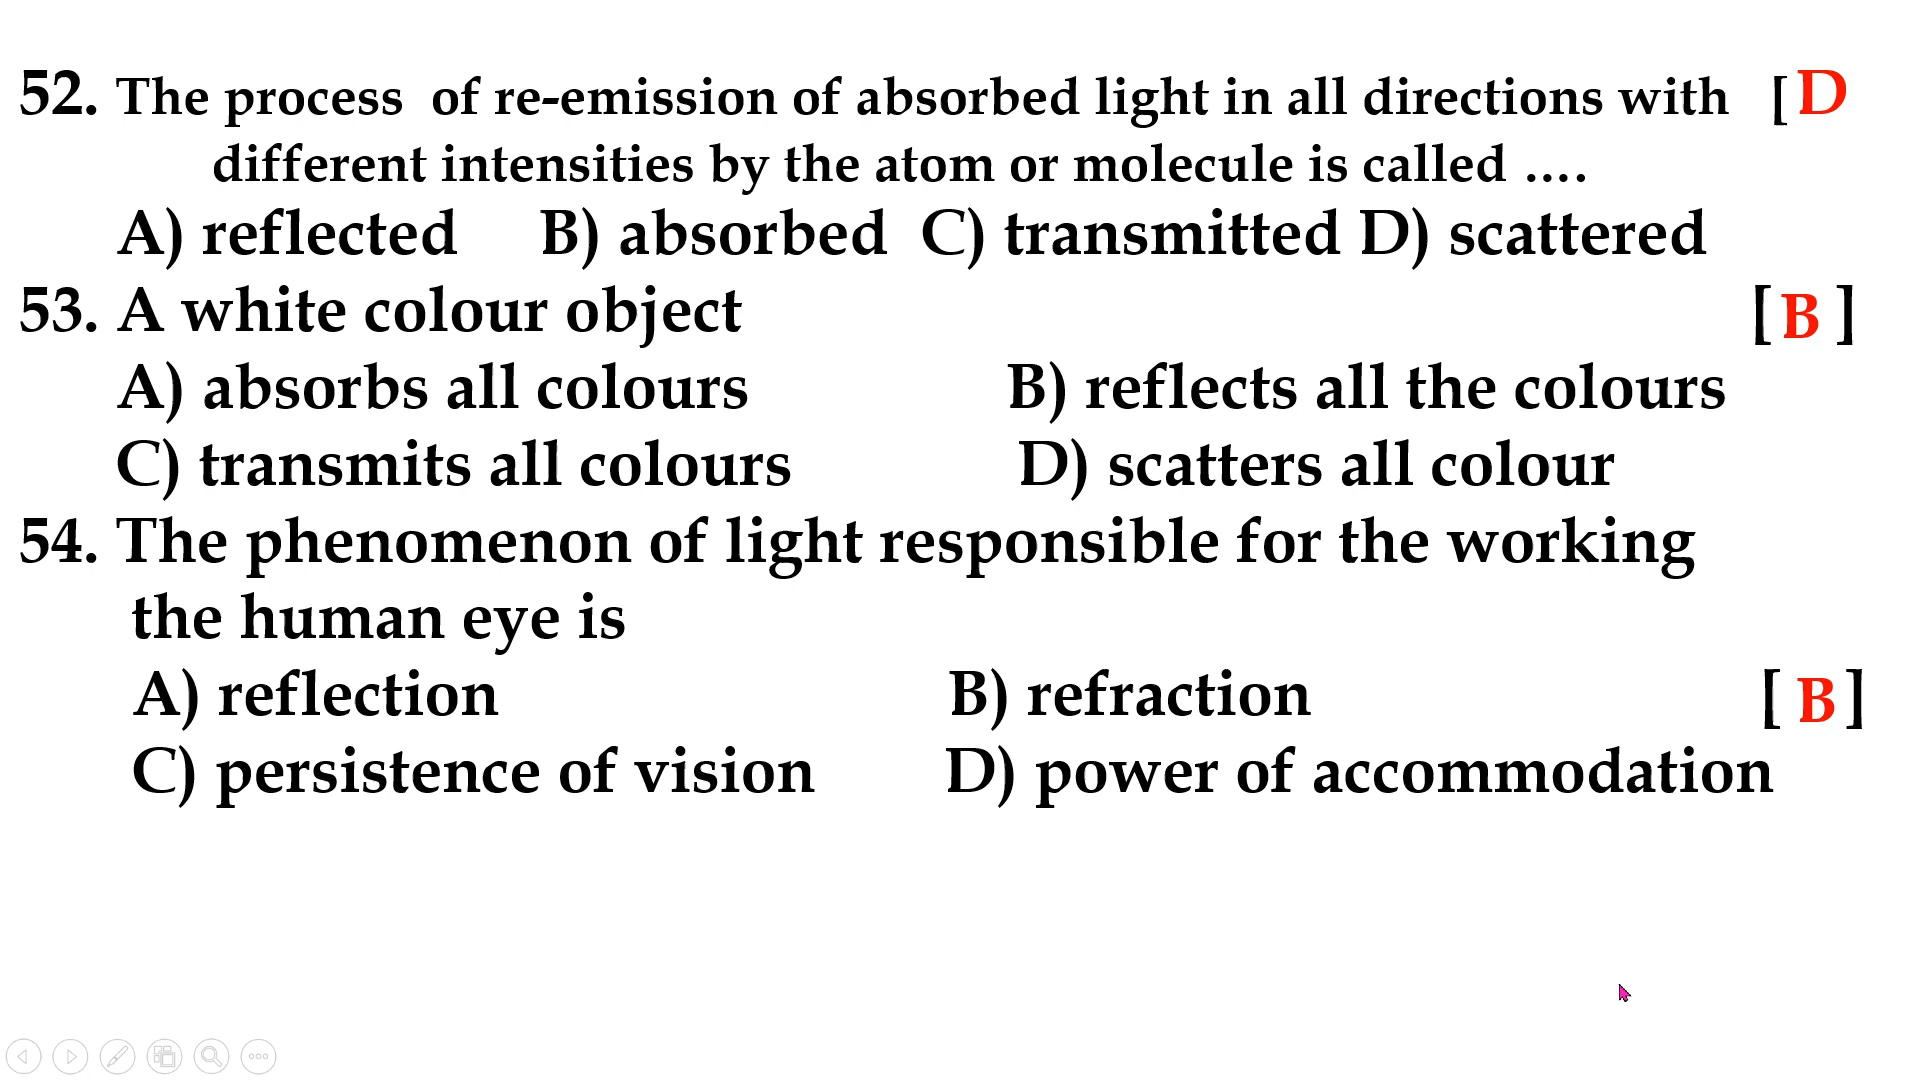 52. The process of re-emission of absorbed light in all directions with [ D
different intensities by the atom or molecule is called ....
A) reflected B) absorbed C) transmitted D) scattered
53. A white colour object [ B ]
A) absorbs all colours B) reflects all the colours
C) transmits all colours D) scatters all colour
54. The phenomenon of light responsible for the working
the human eye is
A) reflection B) refraction [ B ]
C) persistence of vision D) power of accommodation